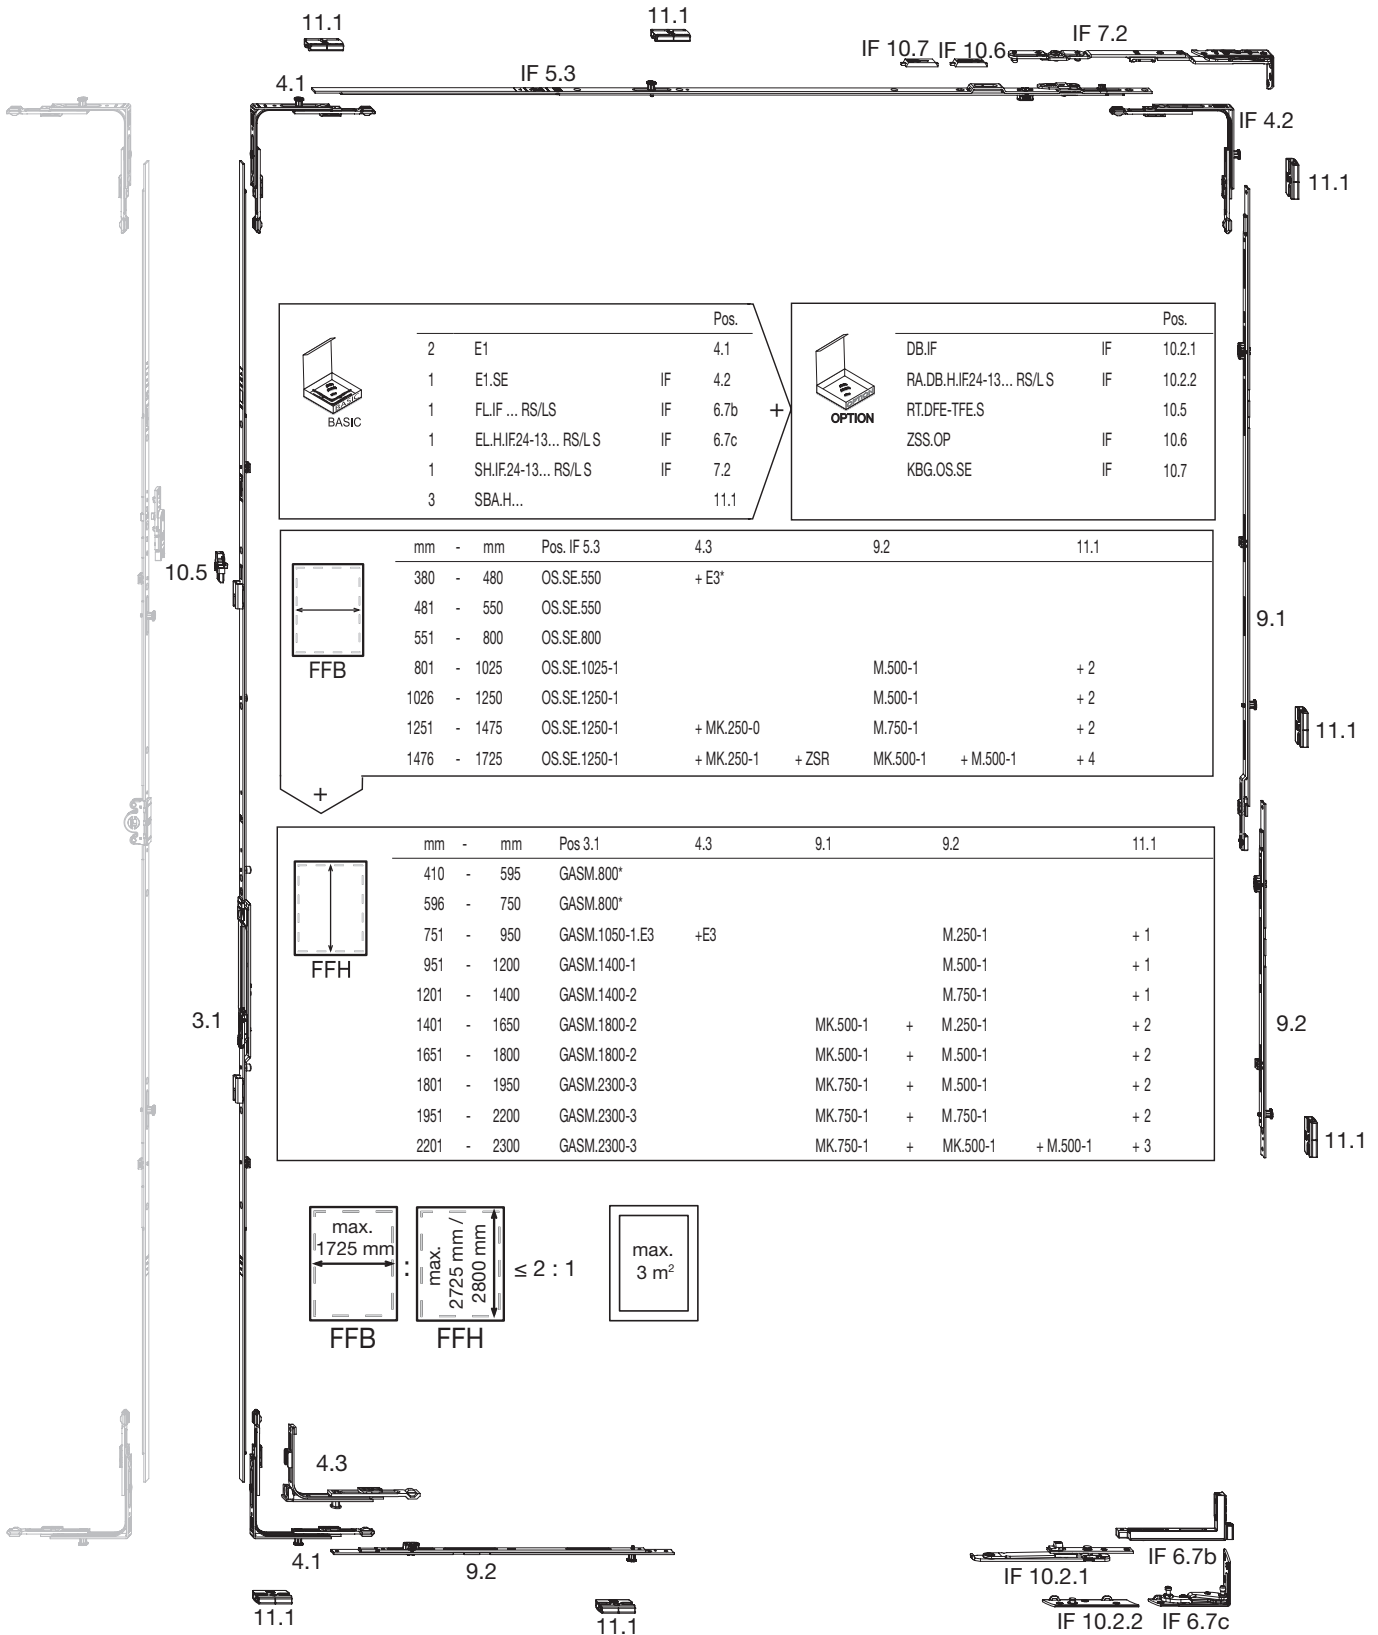 11.1
11.1
IF 10.7 IF 10.6 IF 7.2
4.1
IF 5.3
IF 4.2
11.1
BASIC
Pos.
2 E1 4.1
1 E1.SE IF 4.2
1 FL.IF ... RS/LS IF 6.7b
1 EL.H.IF.24-13... RS/L S IF 6.7c
1 SH.IF.24-13... RS/L S IF 7.2
3 SBA.H... 11.1
+
OPTION
Pos.
DB.IF IF 10.2.1
RA.DB.H.IF24-13... RS/L S IF 10.2.2
RT.DFE-TFE.S 10.5
ZSS.OP IF 10.6
KBG.OS.SE IF 10.7
10.5
FFB
mm - mm Pos. IF 5.3 4.3 9.2 11.1
380 - 480 OS.SE.550 + E3*
481 - 550 OS.SE.550
551 - 800 OS.SE.800
801 - 1025 OS.SE.1025-1 M.500-1 + 2
1026 - 1250 OS.SE.1250-1 M.500-1 + 2
1251 - 1475 OS.SE.1250-1 + MK.250-0 M.750-1 + 2
1476 - 1725 OS.SE.1250-1 + MK.250-1 + ZSR MK.500-1 + M.500-1 + 4
+
9.1
11.1
FFH
mm - mm Pos 3.1 4.3 9.1 9.2 11.1
410 - 595 GASM.800*
596 - 750 GASM.800*
751 - 950 GASM.1050-1.E3 +E3 M.250-1 + 1
951 - 1200 GASM.1400-1 M.500-1 + 1
1201 - 1400 GASM.1400-2 M.750-1 + 1
1401 - 1650 GASM.1800-2 MK.500-1 + M.250-1 + 2
1651 - 1800 GASM.1800-2 MK.500-1 + M.500-1 + 2
1801 - 1950 GASM.2300-3 MK.750-1 + M.500-1 + 2
1951 - 2200 GASM.2300-3 MK.750-1 + M.750-1 + 2
2201 - 2300 GASM.2300-3 MK.750-1 + MK.500-1 + M.500-1 + 3
3.1
9.2
11.1
max.
1725 mm
FFB
:
max.
2725 mm /
2800 mm
FFH
≤ 2 : 1
max.
3 m²
4.3
4.1
9.2
11.1
11.1
IF 6.7b
IF 10.2.1
IF 10.2.2
IF 6.7c